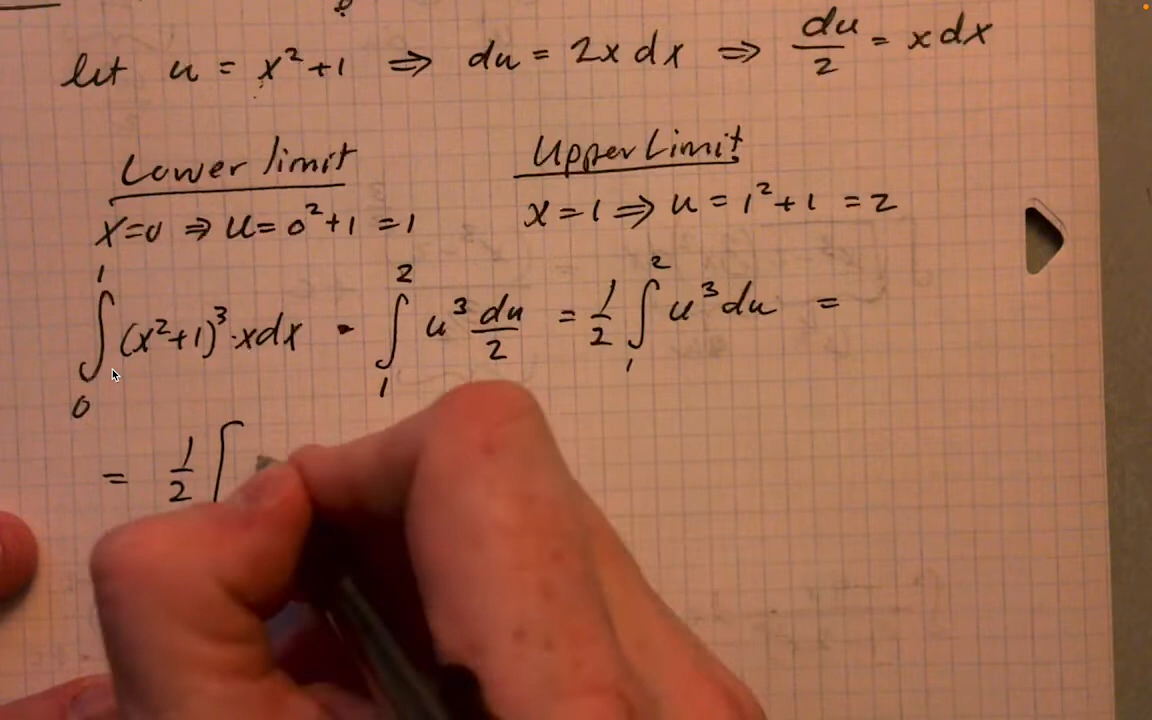 let u = x²+1 ⇒ du = 2x dx ⇒ du/2 = x dx
Lower limit
x=0 ⇒ u= 0²+1 =1
Upper Limit
x=1 ⇒ u = 1²+1 = 2
∫₀¹ (x²+1)³·xdx = ∫₁² u³ du/2 = 1/2 ∫₁² u³ du =
= 1/2 [